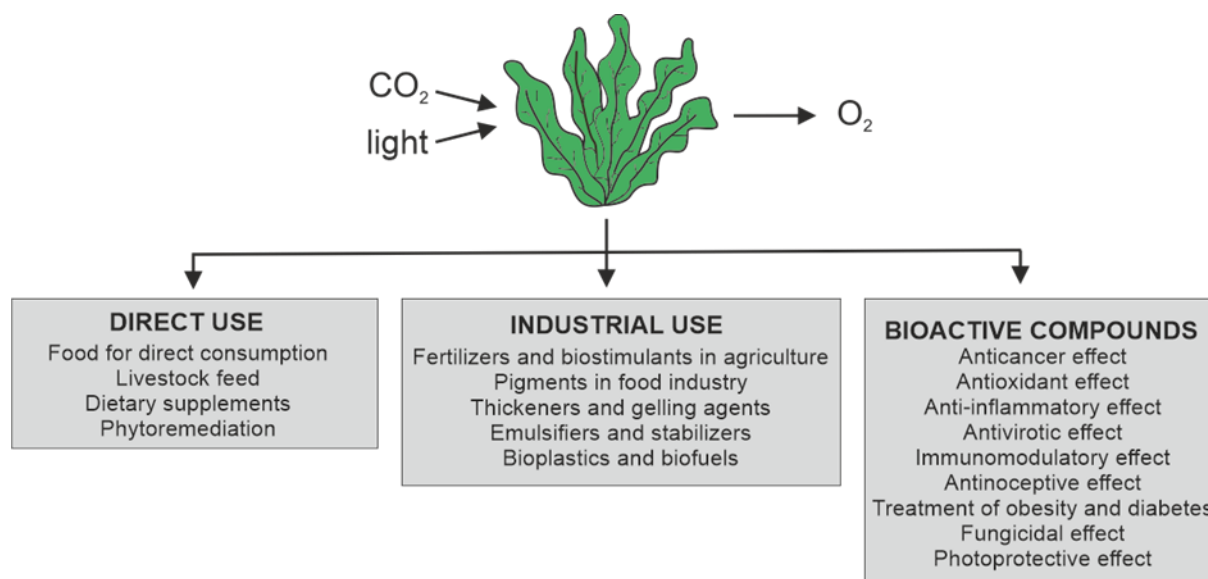 CO₂
light
O₂
DIRECT USE
Food for direct consumption
Livestock feed
Dietary supplements
Phytoremediation
INDUSTRIAL USE
Fertilizers and biostimulants in agriculture
Pigments in food industry
Thickeners and gelling agents
Emulsifiers and stabilizers
Bioplastics and biofuels
BIOACTIVE COMPOUNDS
Anticancer effect
Antioxidant effect
Anti-inflammatory effect
Antivirotic effect
Immunomodulatory effect
Antinoceptive effect
Treatment of obesity and diabetes
Fungicidal effect
Photoprotective effect